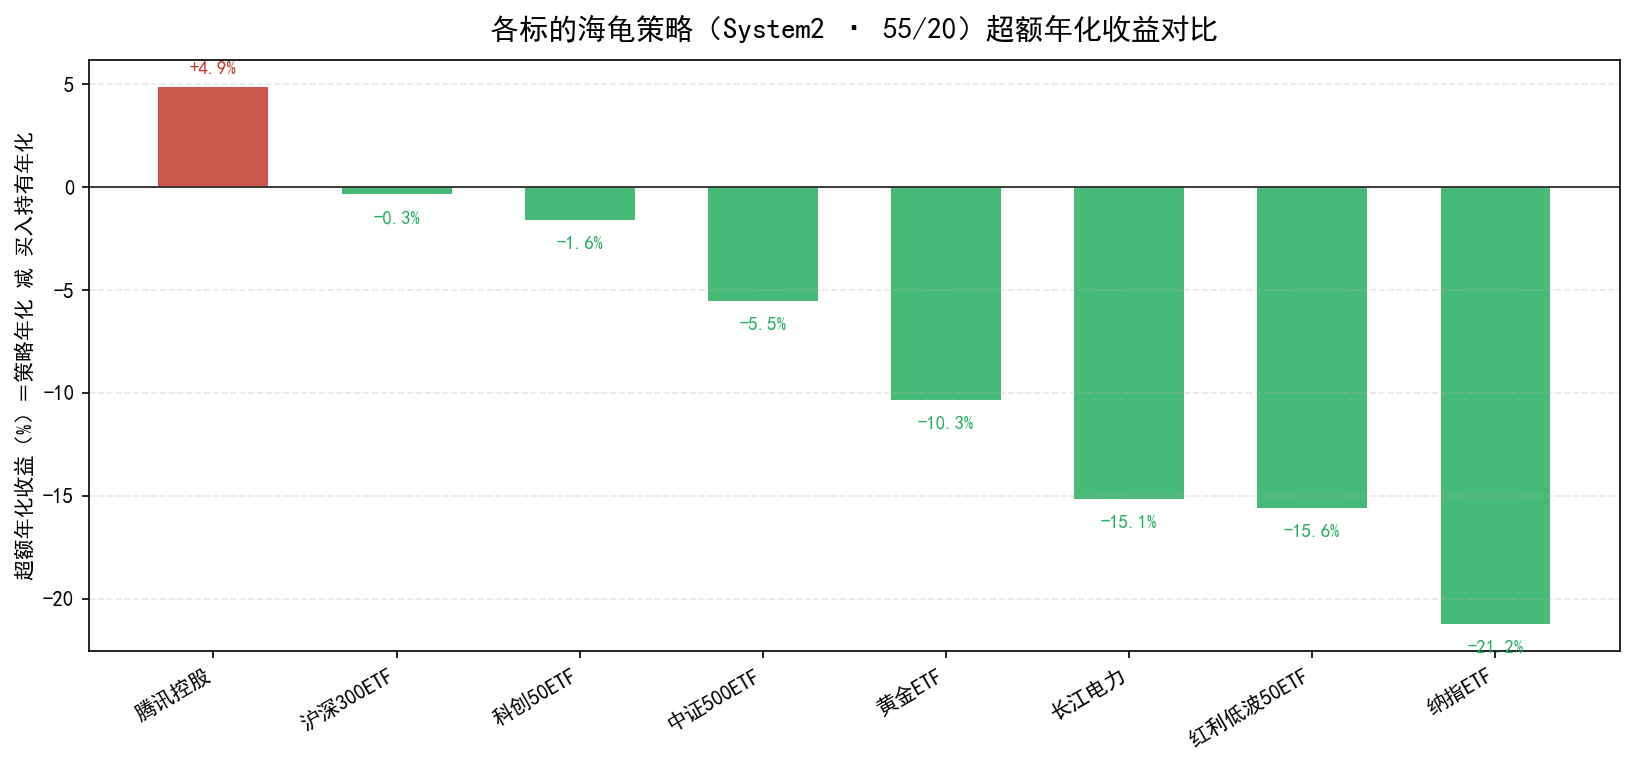 各标的海龟策略（System2 · 55/20）超额年化收益对比
超额年化收益（%）＝策略年化 减 买入持有年化
5
0
−5
−10
−15
−20
+4.9%
−0.3%
−1.6%
−5.5%
−10.3%
−15.1%
−15.6%
−21.2%
腾讯控股
沪深300ETF
科创50ETF
中证500ETF
黄金ETF
长江电力
红利低波50ETF
纳指ETF